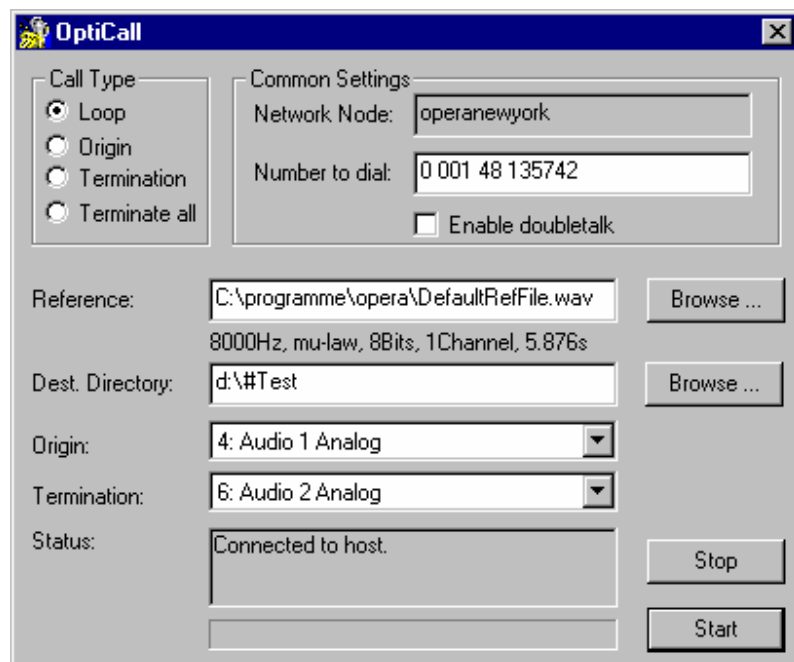 OptiCall
Call Type
Loop
Origin
Termination
Terminate all
Common Settings
Network Node: operanewyork
Number to dial: 0 001 48 135742
Enable doubletalk
Reference: C:\programme\opera\DefaultRefFile.wav Browse ...
8000Hz, mu-law, 8Bits, 1Channel, 5.876s
Dest. Directory: d:\#Test Browse ...
Origin: 4: Audio 1 Analog
Termination: 6: Audio 2 Analog
Status: Connected to host.
Stop
Start